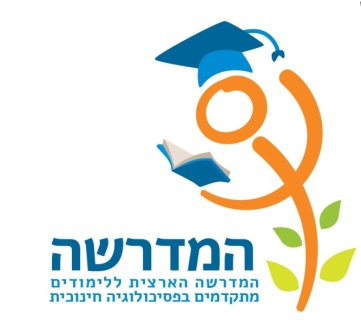 המדרשה
המדרשה הארצית ללימודים
מתקדמים בפסיכולוגיה חינוכית